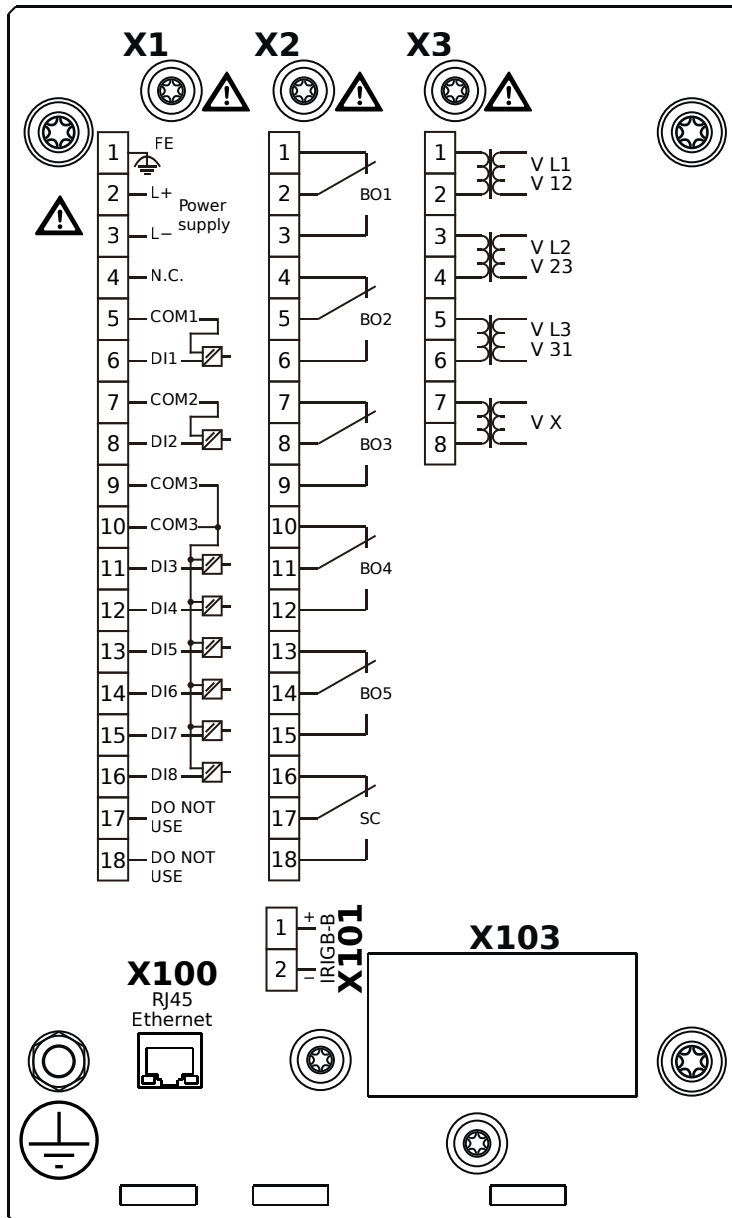 X1
X2
X3
1
FE
2
L+
Power
supply
3
L−
4
N.C.
5
COM1
6
DI1
7
COM2
8
DI2
9
COM3
10
COM3
11
DI3
12
DI4
13
DI5
14
DI6
15
DI7
16
DI8
17
DO NOT
USE
18
DO NOT
USE
1
2
BO1
3
4
5
BO2
6
7
8
BO3
9
10
11
BO4
12
13
14
BO5
15
16
17
SC
18
1
V L1
V 12
2
3
V L2
V 23
4
5
V L3
V 31
6
7
V X
8
1
+
2
−
IRIGB-B
X101
X103
X100
RJ45
Ethernet